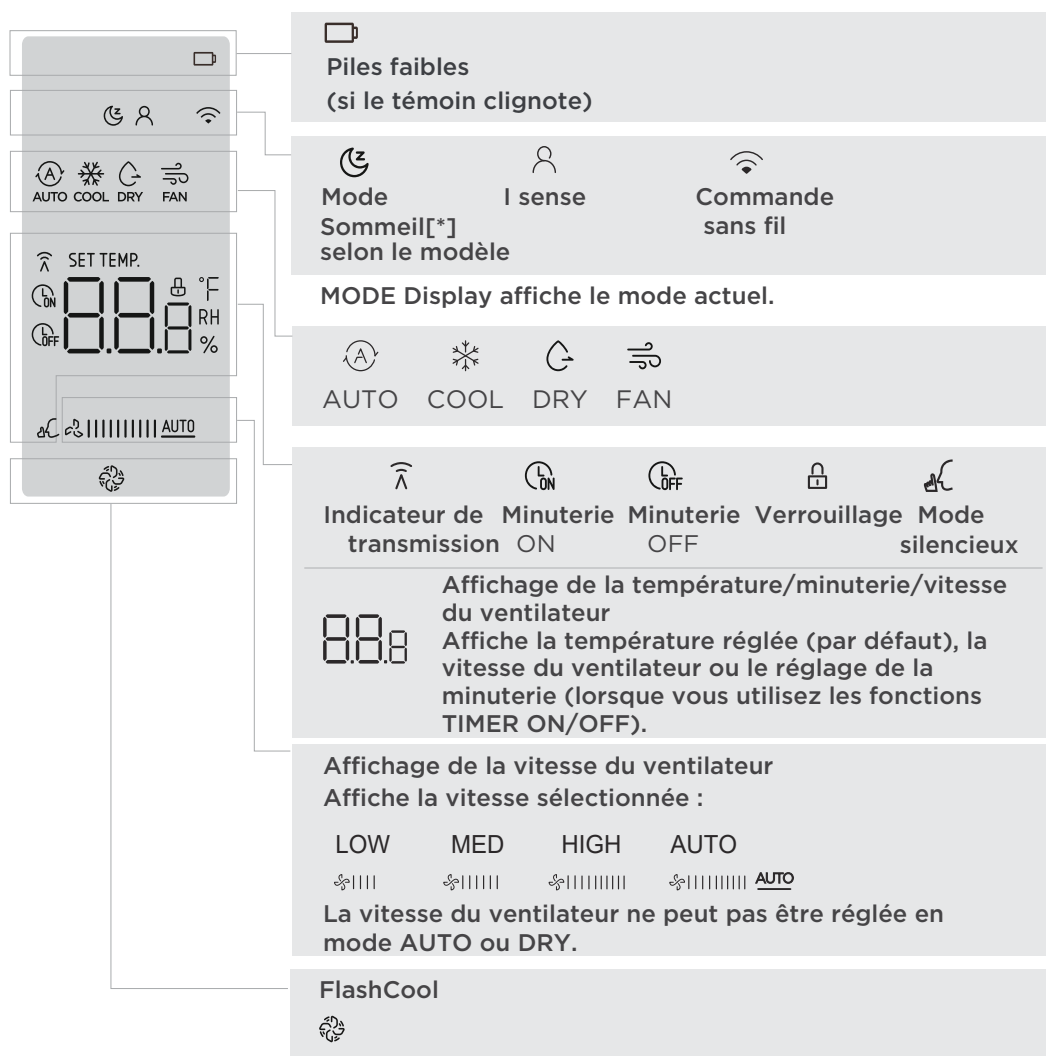 AUTO COOL DRY FAN
SET TEMP.
ON
°F
RH
OFF
%
AUTO
Piles faibles
(si le témoin clignote)
Mode I sense Commande
Sommeil[*] sans fil
selon le modèle
MODE Display affiche le mode actuel.
AUTO COOL DRY FAN
ON OFF
Indicateur de Minuterie Minuterie Verrouillage Mode
transmission ON OFF silencieux
Affichage de la température/minuterie/vitesse
du ventilateur
Affiche la température réglée (par défaut), la
vitesse du ventilateur ou le réglage de la
minuterie (lorsque vous utilisez les fonctions
TIMER ON/OFF).
Affichage de la vitesse du ventilateur
Affiche la vitesse sélectionnée :
LOW MED HIGH AUTO
AUTO
La vitesse du ventilateur ne peut pas être réglée en
mode AUTO ou DRY.
FlashCool